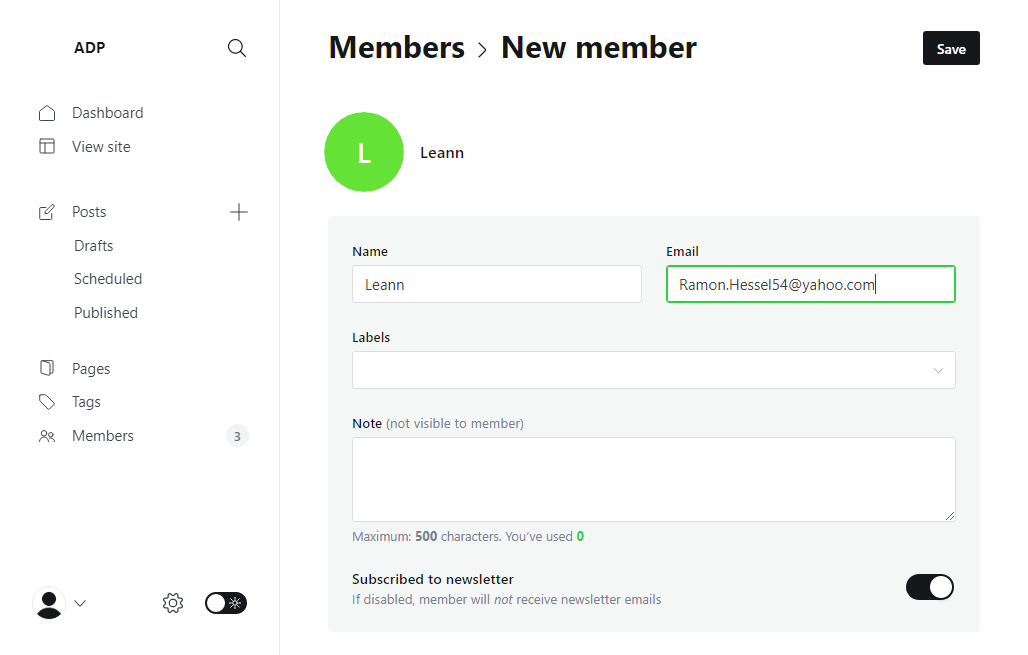 ADP
Dashboard
View site
Posts
Drafts
Scheduled
Published
Pages
Tags
Members 3
Members > New member
Save
L Leann
Name Email
Leann Ramon.Hessel54@yahoo.com
Labels
Note (not visible to member)
Maximum: 500 characters. You've used 0
Subscribed to newsletter
If disabled, member will not receive newsletter emails